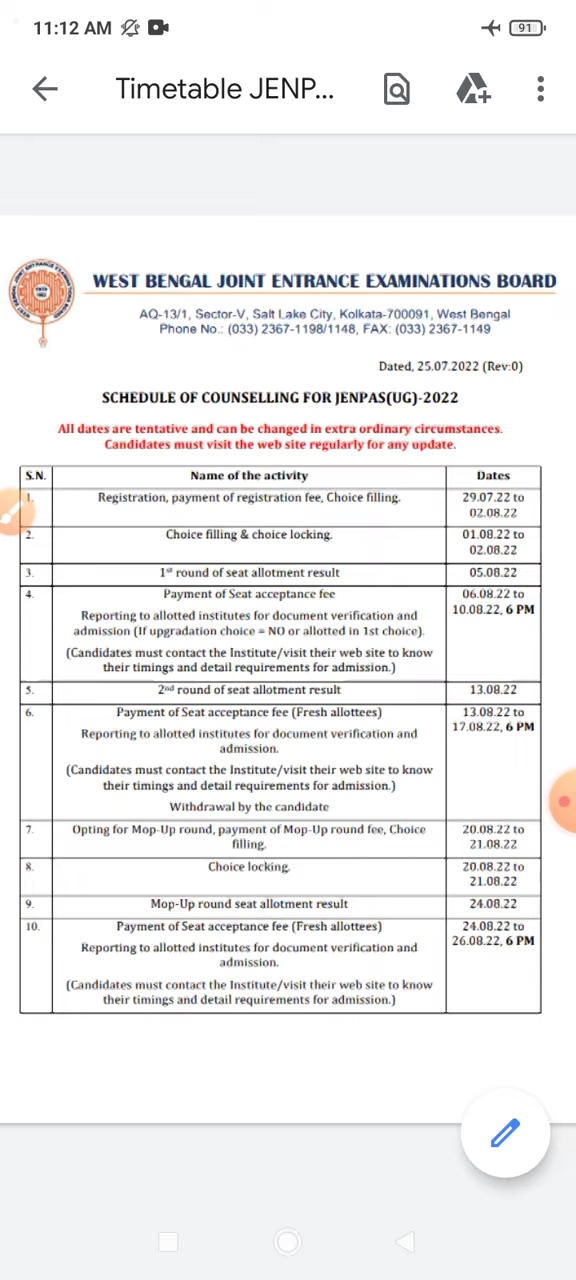 11:12 AM
91
Timetable JENP...
WEST BENGAL JOINT ENTRANCE EXAMINATIONS BOARD
AQ-13/1, Sector-V, Salt Lake City, Kolkata-700091, West Bengal
Phone No.: (033) 2367-1198/1148, FAX: (033) 2367-1149
Dated, 25.07.2022 (Rev:0)
SCHEDULE OF COUNSELLING FOR JENPAS(UG)-2022
All dates are tentative and can be changed in extra ordinary circumstances.
Candidates must visit the web site regularly for any update.
S.N. Name of the activity Dates
1. Registration, payment of registration fee, Choice filling. 29.07.22 to
02.08.22
2. Choice filling & choice locking. 01.08.22 to
02.08.22
3. 1st round of seat allotment result 05.08.22
4. Payment of Seat acceptance fee 06.08.22 to
10.08.22, 6 PM
Reporting to allotted institutes for document verification and
admission (If upgradation choice = NO or allotted in 1st choice).
(Candidates must contact the Institute/visit their web site to know
their timings and detail requirements for admission.)
5. 2nd round of seat allotment result 13.08.22
6. Payment of Seat acceptance fee (Fresh allottees) 13.08.22 to
17.08.22, 6 PM
Reporting to allotted institutes for document verification and
admission.
(Candidates must contact the Institute/visit their web site to know
their timings and detail requirements for admission.)
Withdrawal by the candidate
7. Opting for Mop-Up round, payment of Mop-Up round fee, Choice 20.08.22 to
filling. 21.08.22
8. Choice locking. 20.08.22 to
21.08.22
9. Mop-Up round seat allotment result 24.08.22
10. Payment of Seat acceptance fee (Fresh allottees) 24.08.22 to
26.08.22, 6 PM
Reporting to allotted institutes for document verification and
admission.
(Candidates must contact the Institute/visit their web site to know
their timings and detail requirements for admission.)